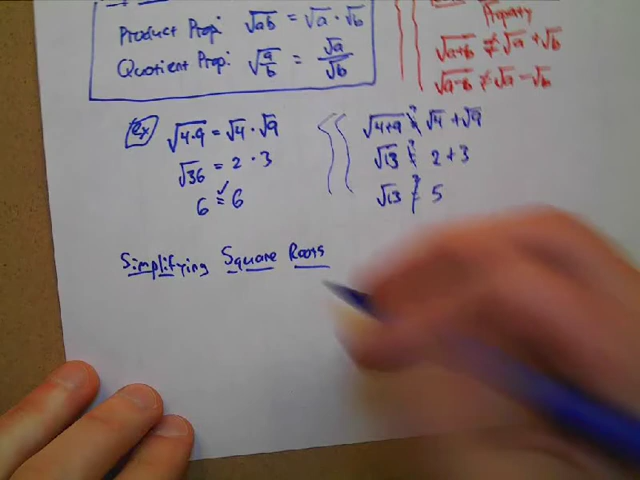 Product Prop: √ab = √a · √b
Quotient Prop: √(a/b) = √a/√b
Property
√a+b ≠ √a + √b
√a-b ≠ √a - √b
Ex
√4·9 = √4 · √9
√36 = 2 · 3
6 = 6 ✓
√4+9 ≟ √4 + √9
√13 ≟ 2 + 3
√13 ≠ 5
Simplifying Square Roots